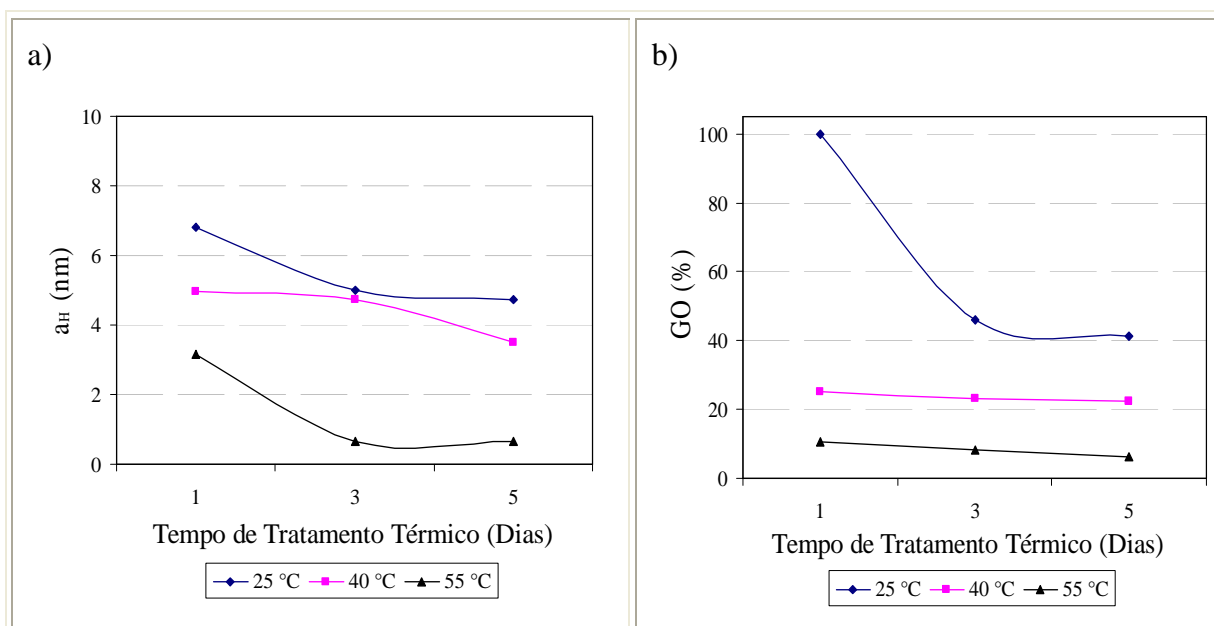 a)
10
8
6
4
2
0
aH (nm)
1 3 5
Tempo de Tratamento Térmico (Dias)
25 °C 40 °C 55 °C
b)
100
80
60
40
20
0
GO (%)
1 3 5
Tempo de Tratamento Térmico (Dias)
25 °C 40 °C 55 °C